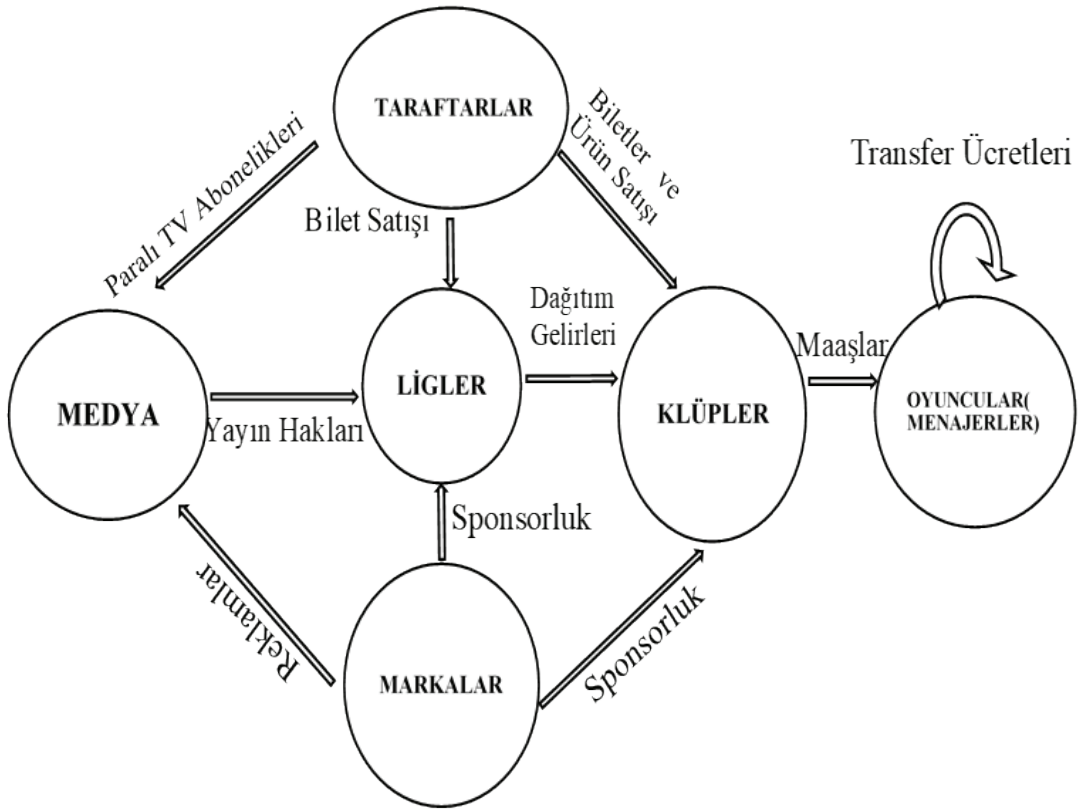 TARAFTARLAR
Paralı TV Abonelikleri
Biletler ve
Ürün Satışı
Bilet Satışı
Transfer Ücretleri
Dağıtım
Gelirleri
MEDYA
Yayın Hakları
LİGLER
KLÜPLER
Maaşlar
OYUNCULAR(
MENAJERLER)
Sponsorluk
Reklamlar
MARKALAR
Sponsorluk